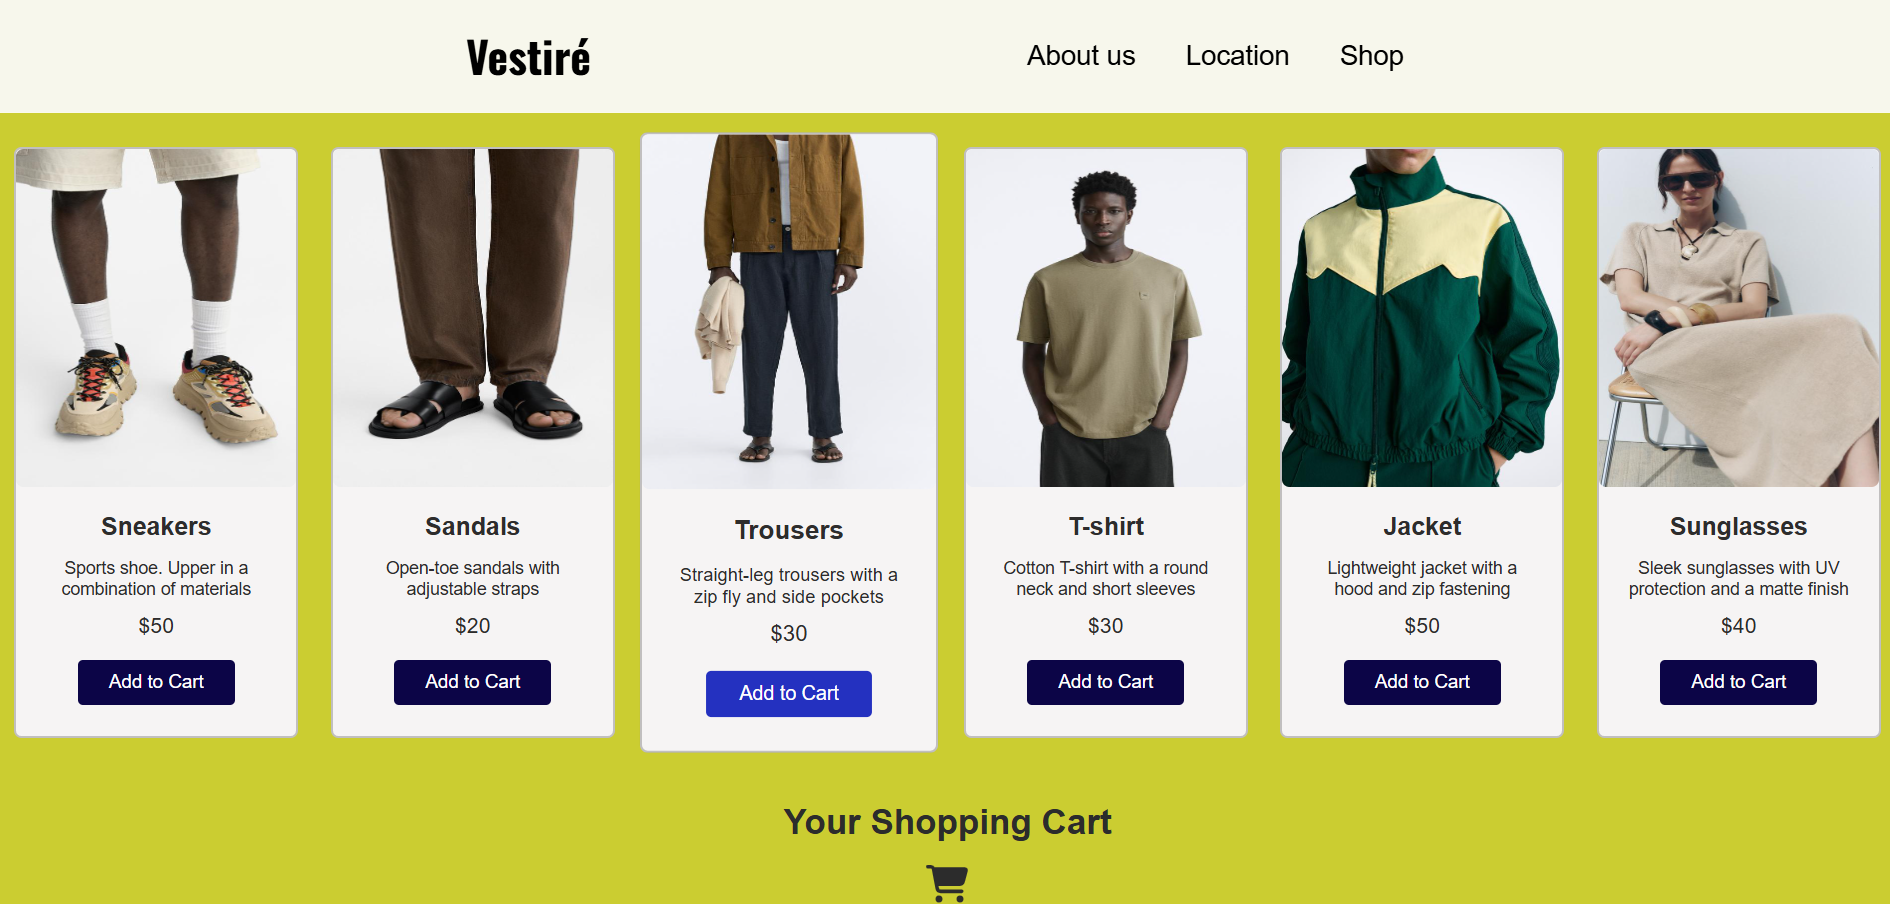 Vestiré
About us
Location
Shop
Sneakers
Sports shoe. Upper in a
combination of materials
$50
Add to Cart
Sandals
Open-toe sandals with
adjustable straps
$20
Add to Cart
Trousers
Straight-leg trousers with a
zip fly and side pockets
$30
Add to Cart
T-shirt
Cotton T-shirt with a round
neck and short sleeves
$30
Add to Cart
Jacket
Lightweight jacket with a
hood and zip fastening
$50
Add to Cart
Sunglasses
Sleek sunglasses with UV
protection and a matte finish
$40
Add to Cart
Your Shopping Cart